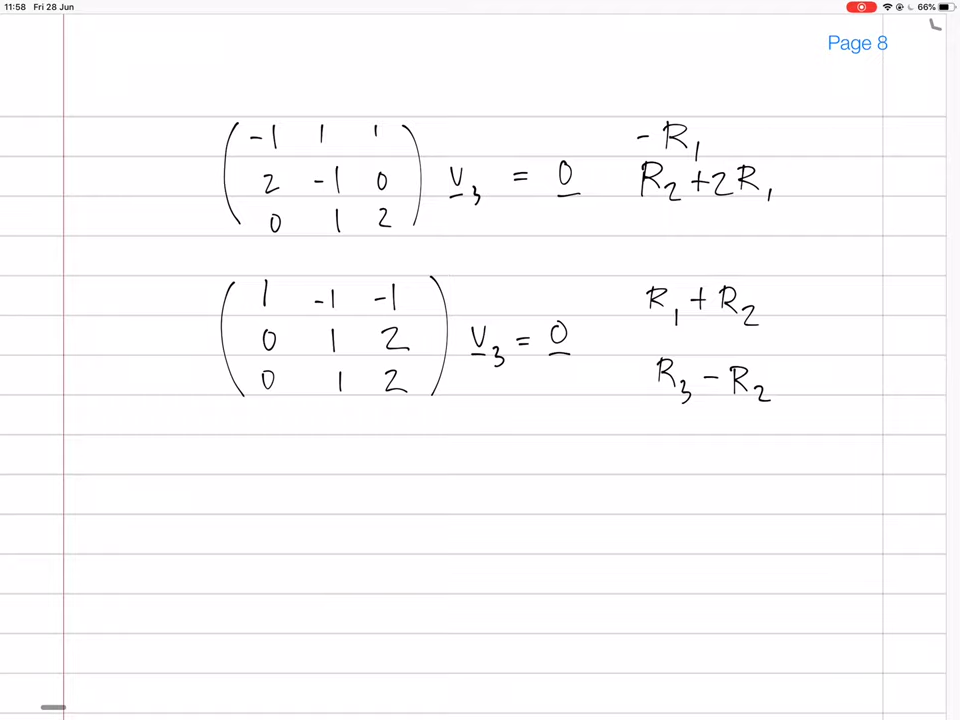 11:58 Fri 28 Jun 66%
Page 8
-1 1 1 - R₁
2 -1 0 v₃ = 0 R₂ + 2R₁
0 1 2
1 -1 -1 R₁ + R₂
0 1 2 v₃ = 0
0 1 2 R₃ - R₂